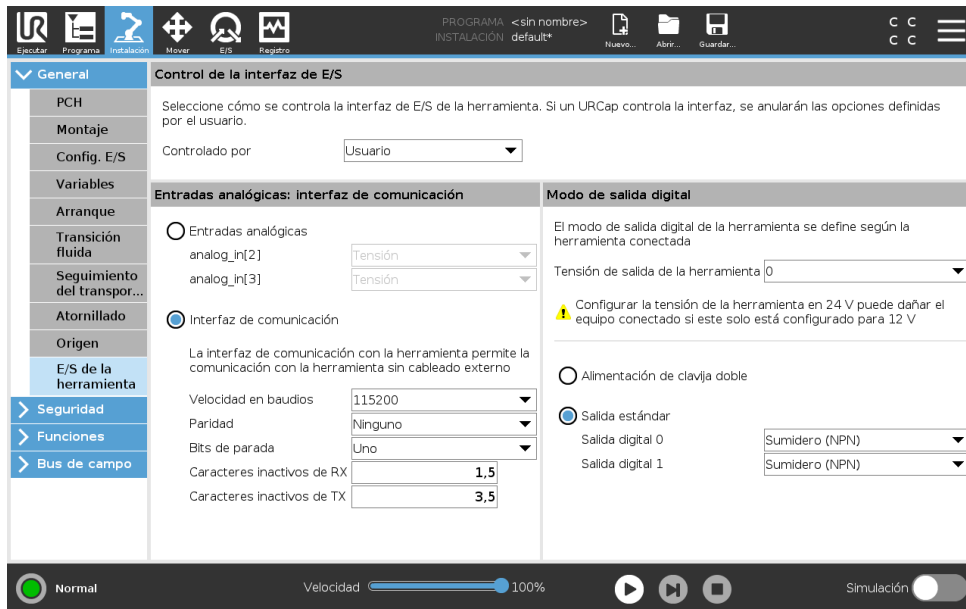 UR
Ejecutar
Programa
Instalación
Mover
E/S
Registro
PROGRAMA <sin nombre>
INSTALACIÓN default*
Nuevo...
Abrir...
Guardar...
C C
C C
General
PCH
Montaje
Config. E/S
Variables
Arranque
Transición
fluida
Seguimiento
del transpor...
Atornillado
Origen
E/S de la
herramienta
Seguridad
Funciones
Bus de campo
Control de la interfaz de E/S
Seleccione cómo se controla la interfaz de E/S de la herramienta. Si un URCap controla la interfaz, se anularán las opciones definidas
por el usuario.
Controlado por Usuario
Entradas analógicas: interfaz de comunicación
Entradas analógicas
analog_in[2] Tensión
analog_in[3] Tensión
Interfaz de comunicación
La interfaz de comunicación con la herramienta permite la
comunicación con la herramienta sin cableado externo
Velocidad en baudios 115200
Paridad Ninguno
Bits de parada Uno
Caracteres inactivos de RX 1,5
Caracteres inactivos de TX 3,5
Modo de salida digital
El modo de salida digital de la herramienta se define según la
herramienta conectada
Tensión de salida de la herramienta 0
Configurar la tensión de la herramienta en 24 V puede dañar el
equipo conectado si este solo está configurado para 12 V
Alimentación de clavija doble
Salida estándar
Salida digital 0 Sumidero (NPN)
Salida digital 1 Sumidero (NPN)
Normal
Velocidad 100%
Simulación